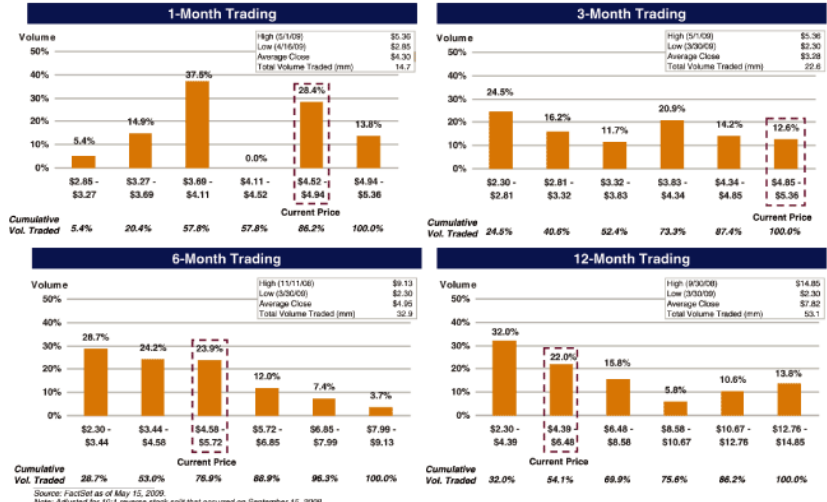 1-Month Trading
Volume
High (5/1/09) $5.36
Low (4/16/09) $2.85
Average Close $4.30
Total Volume Traded (mm) 14.7
50%
40%
30%
20%
10%
0%
5.4% 14.9% 37.5% 0.0% 28.4% 13.8%
$2.85 - $3.27 - $3.69 - $4.11 - $4.52 - $4.94 -
$3.27 $3.69 $4.11 $4.52 $4.94 $5.36
Current Price
Cumulative
Vol. Traded 5.4% 20.4% 57.8% 57.8% 86.2% 100.0%
3-Month Trading
Volume
High (5/1/09) $5.36
Low (3/30/09) $2.30
Average Close $3.28
Total Volume Traded (mm) 22.6
50%
40%
30%
20%
10%
0%
24.5% 16.2% 11.7% 20.9% 14.2% 12.6%
$2.30 - $2.81 - $3.32 - $3.83 - $4.34 - $4.85 -
$2.81 $3.32 $3.83 $4.34 $4.85 $5.36
Current Price
Cumulative
Vol. Traded 24.5% 40.6% 52.4% 73.3% 87.4% 100.0%
6-Month Trading
Volume
High (11/11/08) $9.13
Low (3/30/09) $2.30
Average Close $4.95
Total Volume Traded (mm) 32.9
50%
40%
30%
20%
10%
0%
28.7% 24.2% 23.9% 12.0% 7.4% 3.7%
$2.30 - $3.44 - $4.58 - $5.72 - $6.85 - $7.99 -
$3.44 $4.58 $5.72 $6.85 $7.99 $9.13
Current Price
Cumulative
Vol. Traded 28.7% 53.0% 76.9% 88.9% 96.3% 100.0%
12-Month Trading
Volume
High (9/30/08) $14.85
Low (3/30/09) $2.30
Average Close $7.82
Total Volume Traded (mm) 53.1
50%
40%
30%
20%
10%
0%
32.0% 22.0% 15.8% 5.8% 10.6% 13.8%
$2.30 - $4.39 - $6.48 - $8.58 - $10.67 - $12.76 -
$4.39 $6.48 $8.58 $10.67 $12.76 $14.85
Current Price
Cumulative
Vol. Traded 32.0% 54.1% 69.9% 75.6% 86.2% 100.0%
Source: FactSet as of May 15, 2009.
Note: Adjusted for 10:1 reverse stock split that occurred on September 15, 2009.